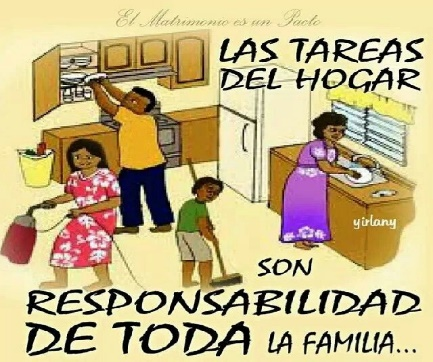 El Matrimonio es un Pacto
LAS TAREAS
DEL HOGAR
yirlany
SON
RESPONSABILIDAD
DE TODA LA FAMILIA...